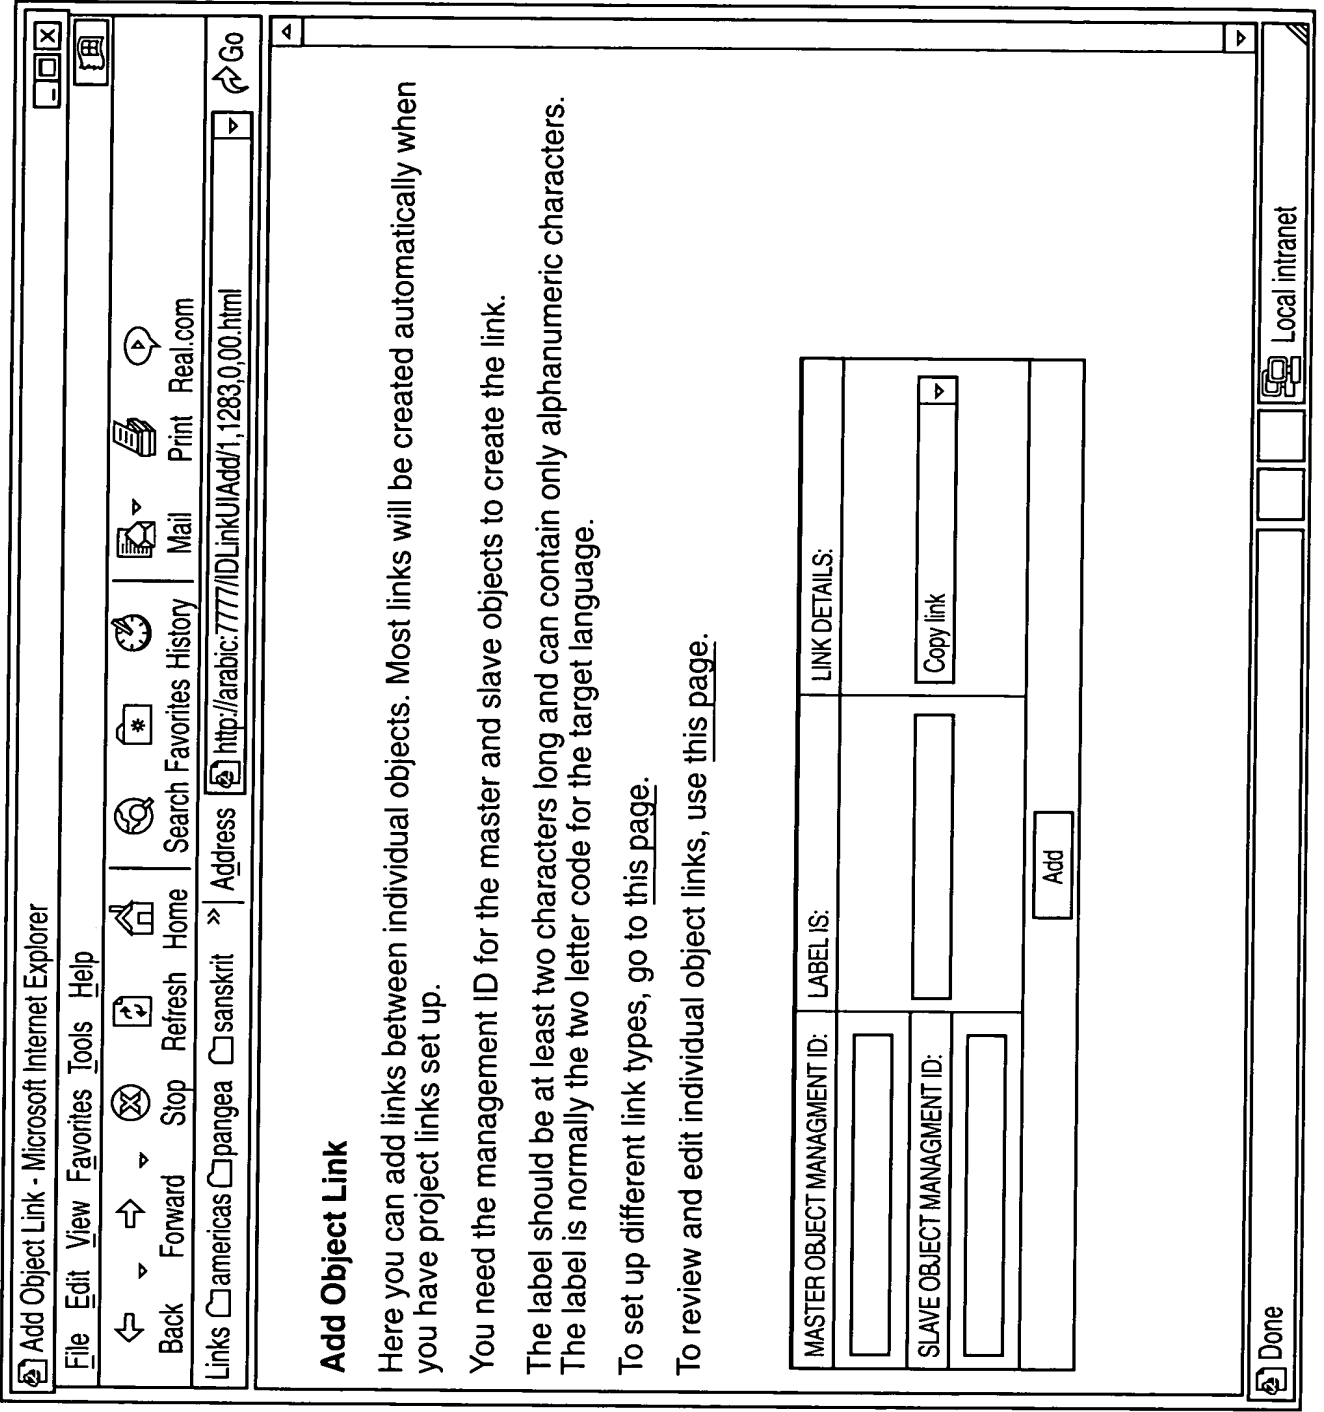 Add Object Link - Microsoft Internet Explorer
File Edit View Favorites Tools Help
Back Forward Stop Refresh Home Search Favorites History Mail Print Real.com
Links americas pangea sanskrit » Address http://arabic:7777/IDLinkUIAdd/1,1283,0,00.html Go
Add Object Link
Here you can add links between individual objects. Most links will be created automatically when
you have project links set up.
You need the management ID for the master and slave objects to create the link.
The label should be at least two characters long and can contain only alphanumeric characters.
The label is normally the two letter code for the target language.
To set up different link types, go to this page.
To review and edit individual object links, use this page.
MASTER OBJECT MANAGMENT ID: LABEL IS: LINK DETAILS:
Copy link
SLAVE OBJECT MANAGMENT ID:
Add
Done Local intranet